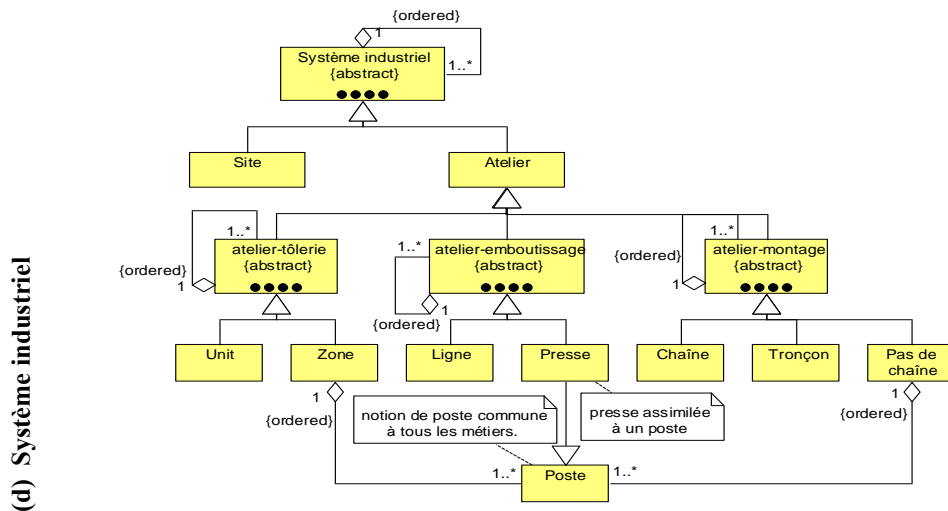 {ordered}
1
Système industriel
{abstract}
1..*
Site
Atelier
1..*
atelier-tôlerie
{abstract}
{ordered}
1
1..*
atelier-emboutissage
{abstract}
1
{ordered}
1..*
atelier-montage
{abstract}
{ordered}
1
Unit
Zone
Ligne
Presse
Chaîne
Tronçon
Pas de
chaîne
1
{ordered}
notion de poste commune
à tous les métiers.
presse assimilée
à un poste
1
{ordered}
1..*
Poste
1..*
(d) Système industriel